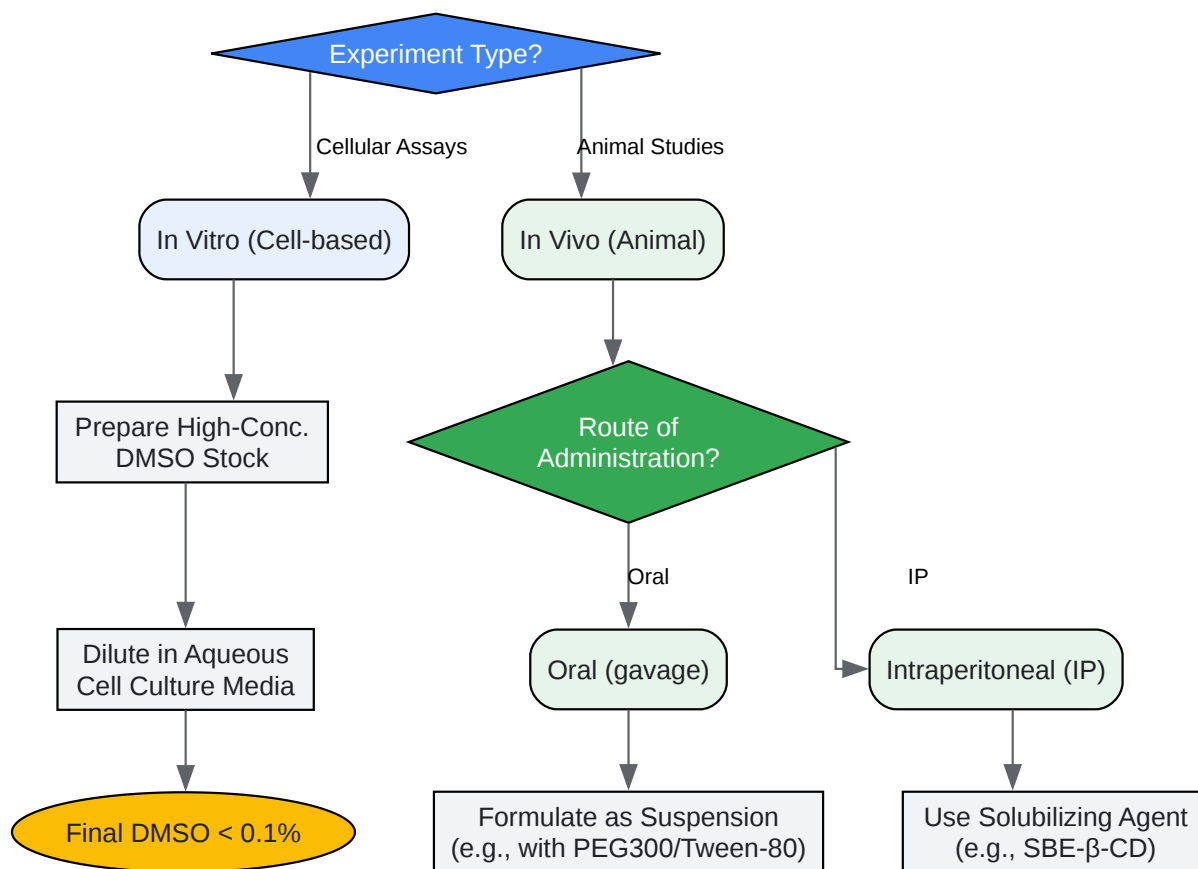 Experiment Type?
Cellular Assays
Animal Studies
In Vitro (Cell-based)
In Vivo (Animal)
Prepare High-Conc.
DMSO Stock
Route of
Administration?
Oral
IP
Dilute in Aqueous
Cell Culture Media
Oral (gavage)
Intraperitoneal (IP)
Final DMSO < 0.1%
Formulate as Suspension
(e.g., with PEG300/Tween-80)
Use Solubilizing Agent
(e.g., SBE-β-CD)